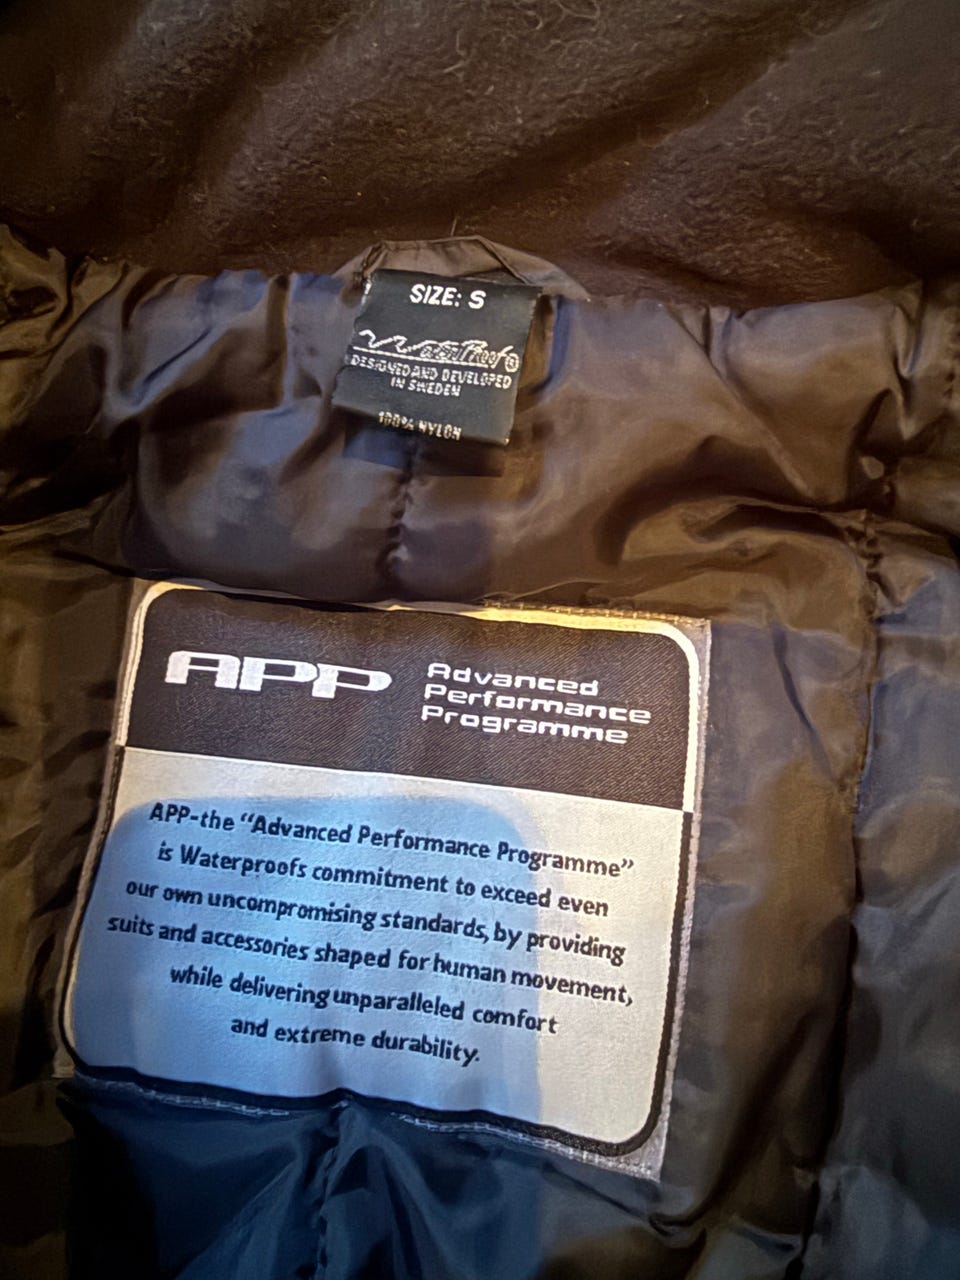 SIZE: S
WaterProof
DESIGNED AND DEVELOPED
IN SWEDEN
100% NYLON
APP
Advanced
Performance
Programme
APP-the “Advanced Performance Programme”
is Waterproofs commitment to exceed even
our own uncompromising standards, by providing
suits and accessories shaped for human movement,
while delivering unparalleled comfort
and extreme durability.